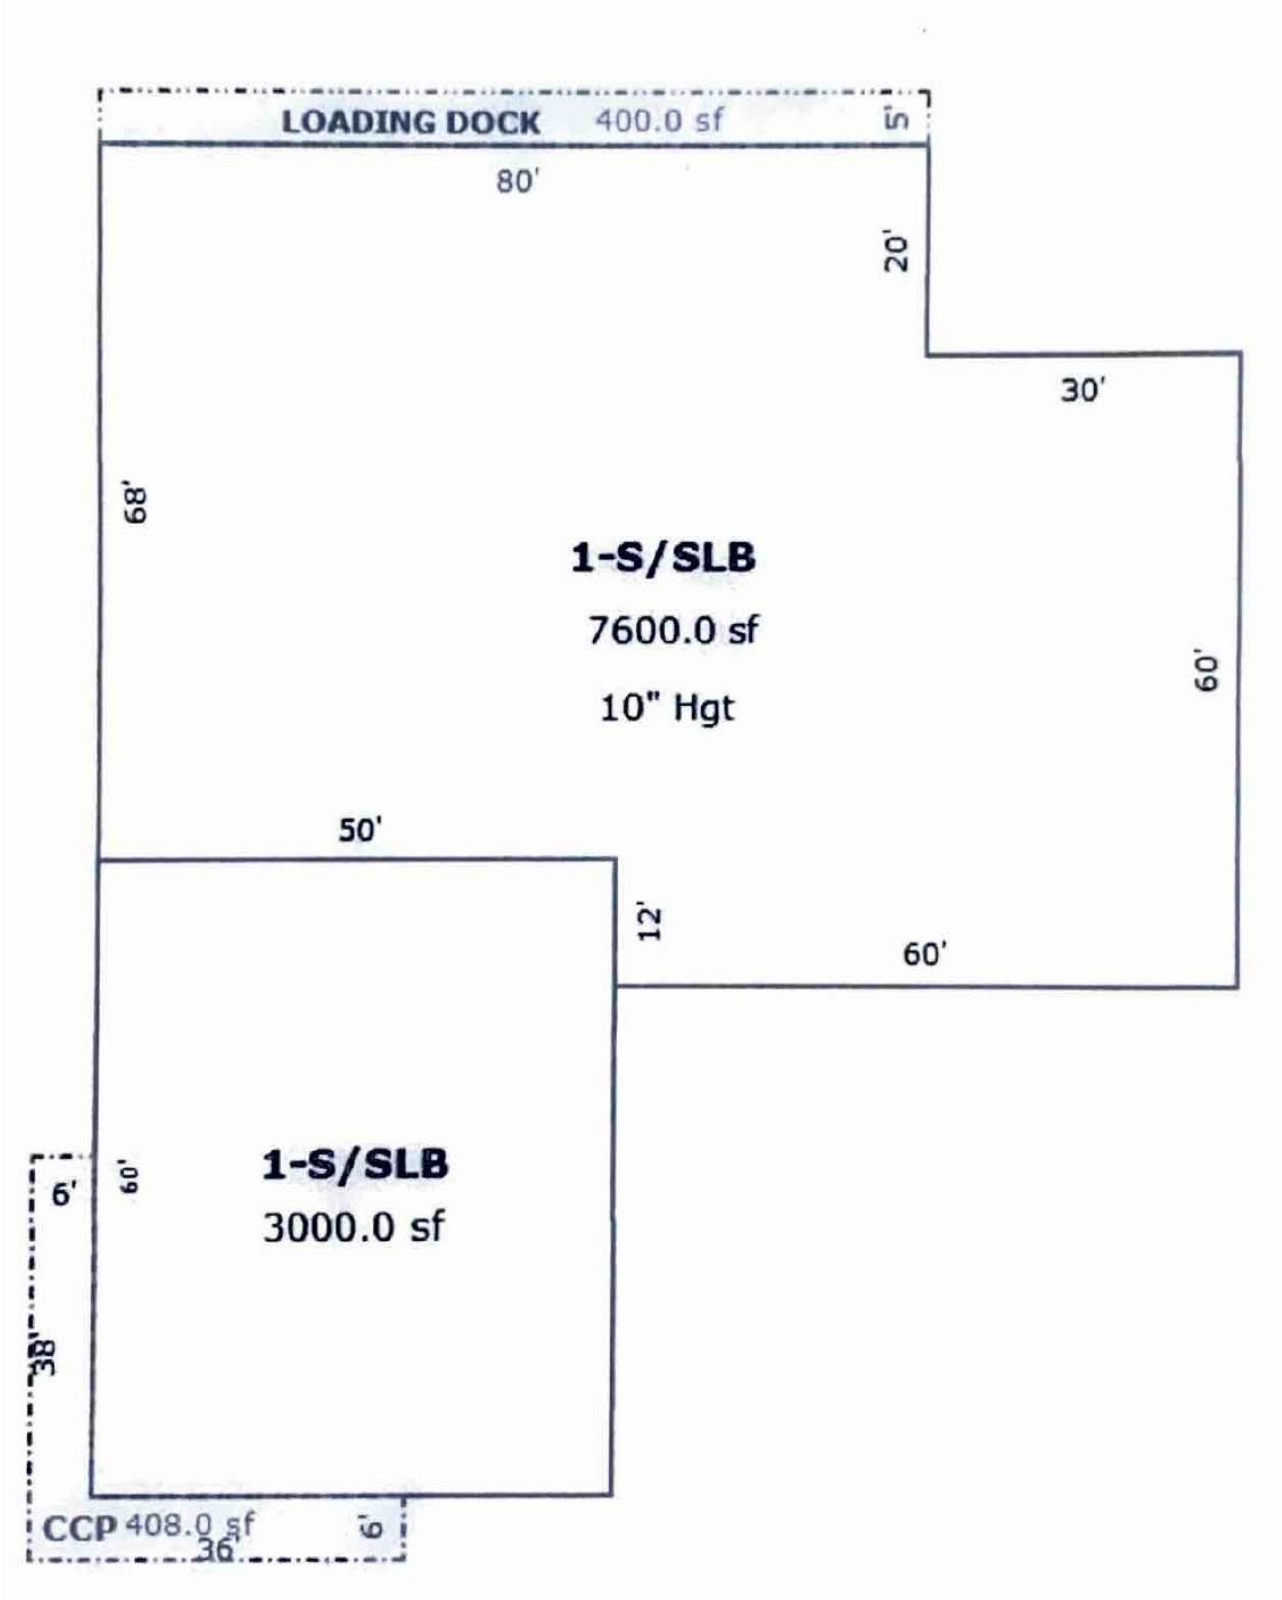 LOADING DOCK 400.0 sf 5'
80'
20'
30'
68'
1-S/SLB
7600.0 sf
10" Hgt
60'
50'
12'
60'
6'
60'
1-S/SLB
3000.0 sf
38'
CCP 408.0 sf 6'
36'